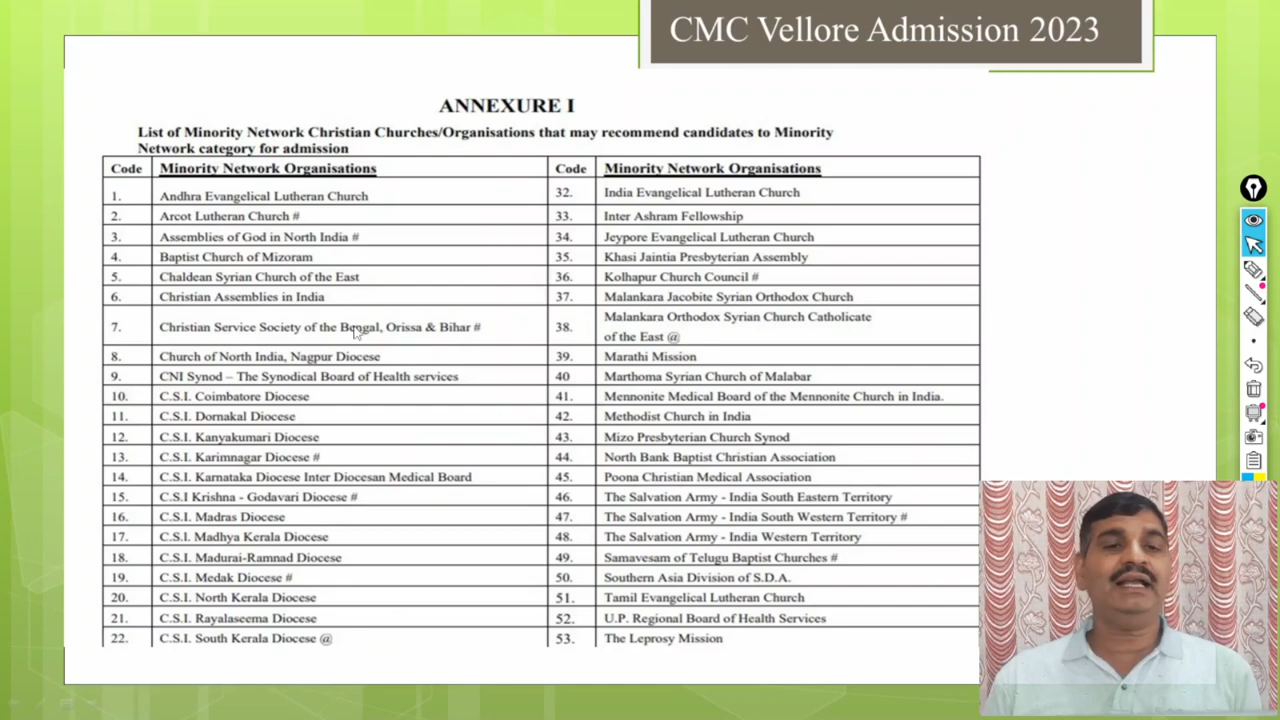 CMC Vellore Admission 2023
ANNEXURE I
List of Minority Network Christian Churches/Organisations that may recommend candidates to Minority
Network category for admission
Code Minority Network Organisations Code Minority Network Organisations
1. Andhra Evangelical Lutheran Church 32. India Evangelical Lutheran Church
2. Arcot Lutheran Church # 33. Inter Ashram Fellowship
3. Assemblies of God in North India # 34. Jeypore Evangelical Lutheran Church
4. Baptist Church of Mizoram 35. Khasi Jaintia Presbyterian Assembly
5. Chaldean Syrian Church of the East 36. Kolhapur Church Council #
6. Christian Assemblies in India 37. Malankara Jacobite Syrian Orthodox Church
7. Christian Service Society of the Bengal, Orissa & Bihar # 38. Malankara Orthodox Syrian Church Catholicate
of the East @
8. Church of North India, Nagpur Diocese 39. Marathi Mission
9. CNI Synod – The Synodical Board of Health services 40 Marthoma Syrian Church of Malabar
10. C.S.I. Coimbatore Diocese 41. Mennonite Medical Board of the Mennonite Church in India.
11. C.S.I. Dornakal Diocese 42. Methodist Church in India
12. C.S.I. Kanyakumari Diocese 43. Mizo Presbyterian Church Synod
13. C.S.I. Karimnagar Diocese # 44. North Bank Baptist Christian Association
14. C.S.I. Karnataka Diocese Inter Diocesan Medical Board 45. Poona Christian Medical Association
15. C.S.I Krishna - Godavari Diocese # 46. The Salvation Army - India South Eastern Territory
16. C.S.I. Madras Diocese 47. The Salvation Army - India South Western Territory #
17. C.S.I. Madhya Kerala Diocese 48. The Salvation Army - India Western Territory
18. C.S.I. Madurai-Ramnad Diocese 49. Samavesam of Telugu Baptist Churches #
19. C.S.I. Medak Diocese # 50. Southern Asia Division of S.D.A.
20. C.S.I. North Kerala Diocese 51. Tamil Evangelical Lutheran Church
21. C.S.I. Rayalaseema Diocese 52. U.P. Regional Board of Health Services
22. C.S.I. South Kerala Diocese @ 53. The Leprosy Mission